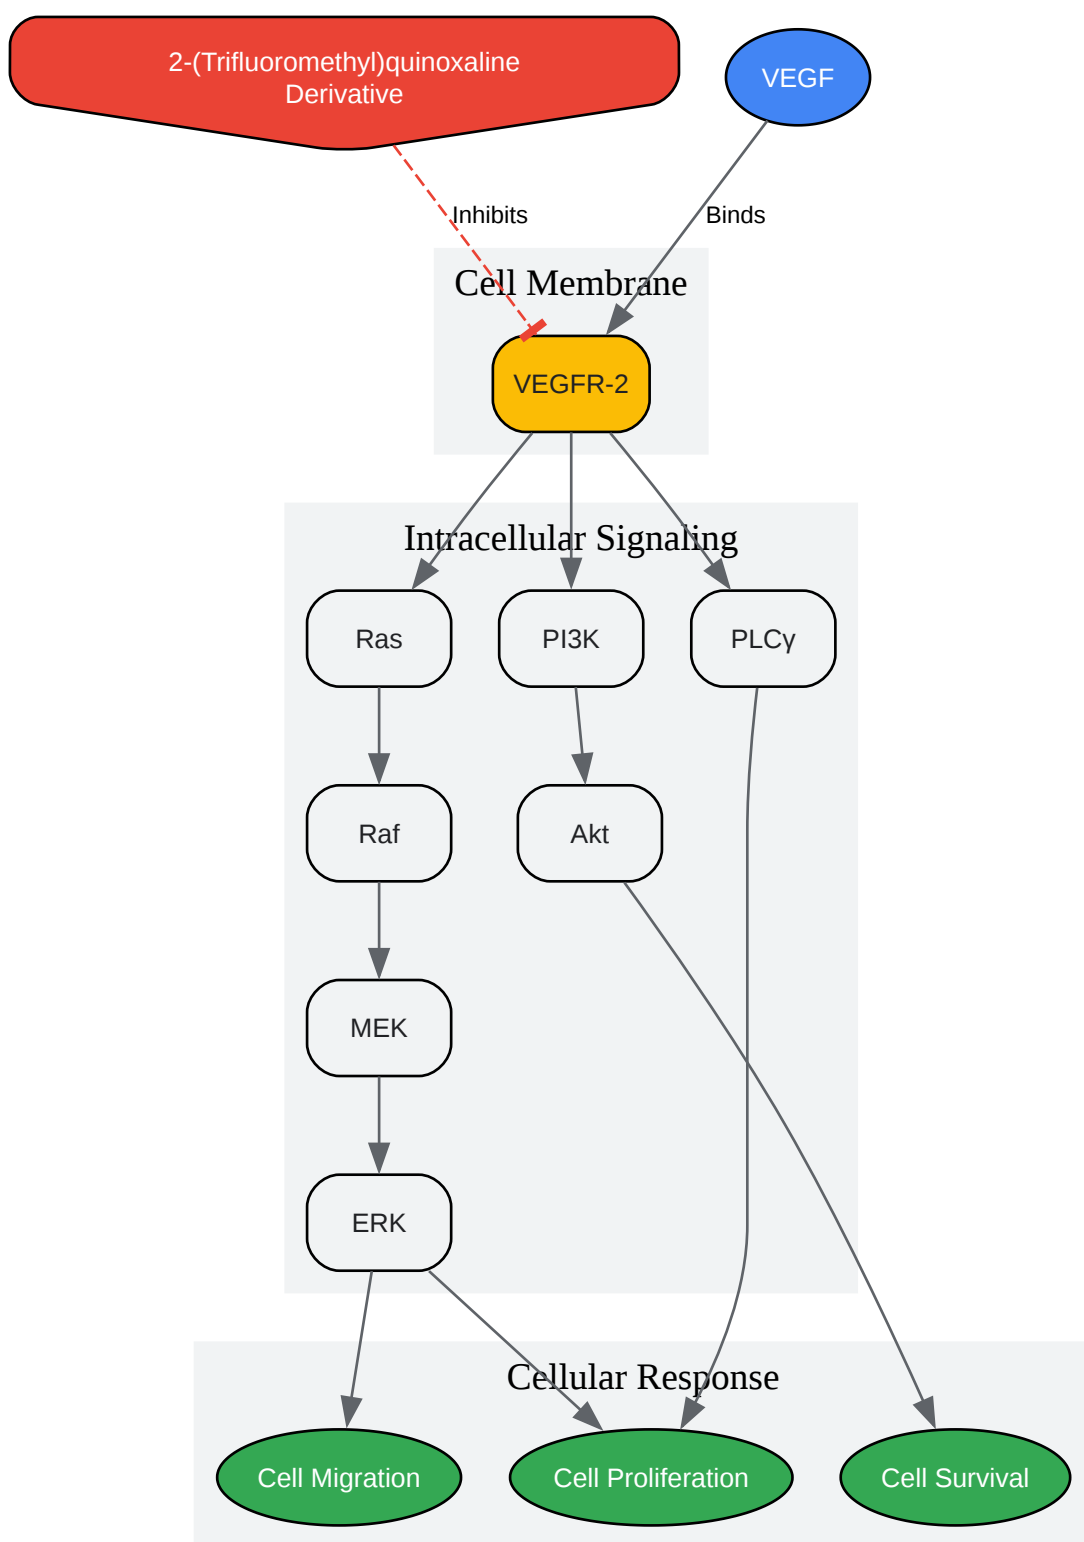 2-(Trifluoromethyl)quinoxaline
Derivative
VEGF
Inhibits
Binds
Cell Membrane
VEGFR-2
Intracellular Signaling
Ras
PI3K
PLCγ
Raf
Akt
MEK
ERK
Cellular Response
Cell Migration
Cell Proliferation
Cell Survival